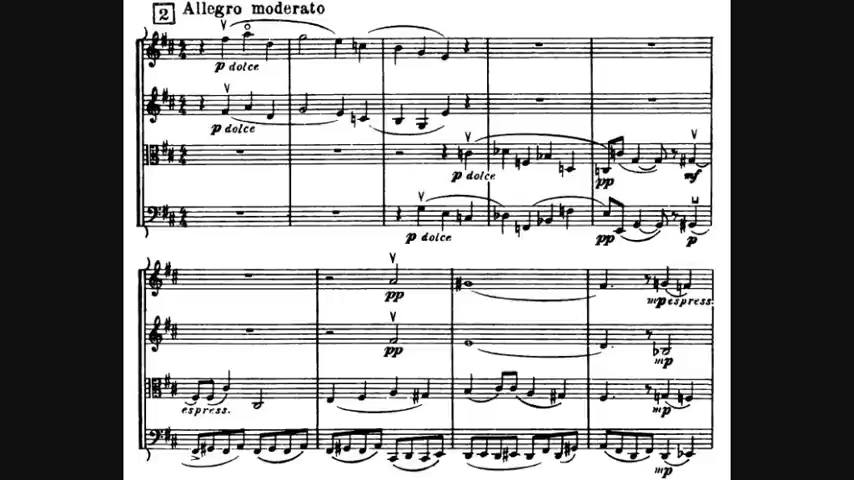 2 Allegro moderato
p dolce
p dolce
p dolce
pp
mf
p dolce
pp
p
pp
mp espress.
pp
mp
espress.
mp
mp